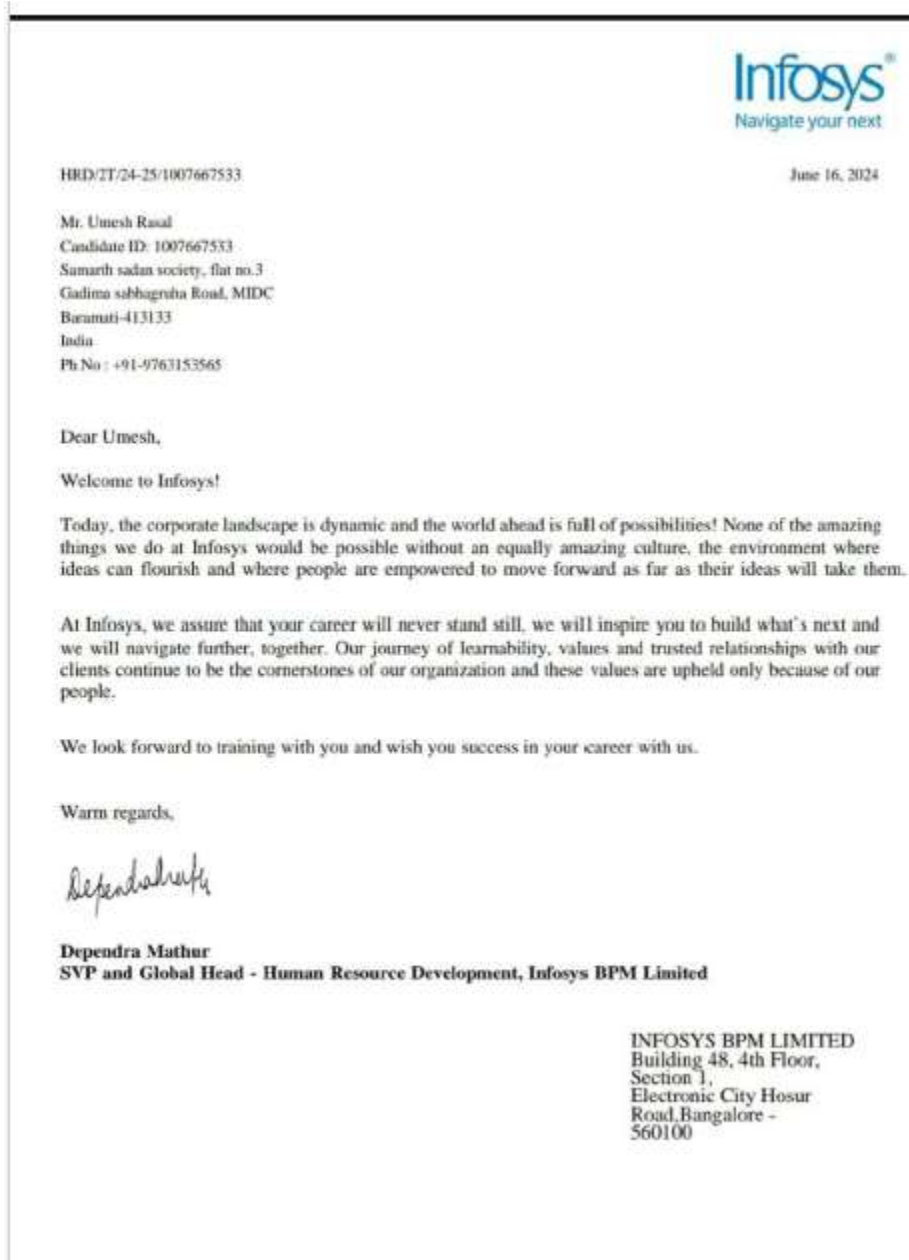 Infosys®
Navigate your next
HRD/2T/24-25/1007667533
June 16, 2024
Mr. Umesh Rasal
Candidate ID: 1007667533
Samarth sadan society, flat no.3
Gadima sabhagruha Road, MIDC
Baramati-413133
India
Ph No : +91-9763153565
Dear Umesh,
Welcome to Infosys!
Today, the corporate landscape is dynamic and the world ahead is full of possibilities! None of the amazing
things we do at Infosys would be possible without an equally amazing culture, the environment where
ideas can flourish and where people are empowered to move forward as far as their ideas will take them.
At Infosys, we assure that your career will never stand still, we will inspire you to build what's next and
we will navigate further, together. Our journey of learnability, values and trusted relationships with our
clients continue to be the cornerstones of our organization and these values are upheld only because of our
people.
We look forward to training with you and wish you success in your career with us.
Warm regards,
Dependra Mathur
SVP and Global Head - Human Resource Development, Infosys BPM Limited
INFOSYS BPM LIMITED
Building 48, 4th Floor,
Section 1,
Electronic City Hosur
Road,Bangalore -
560100